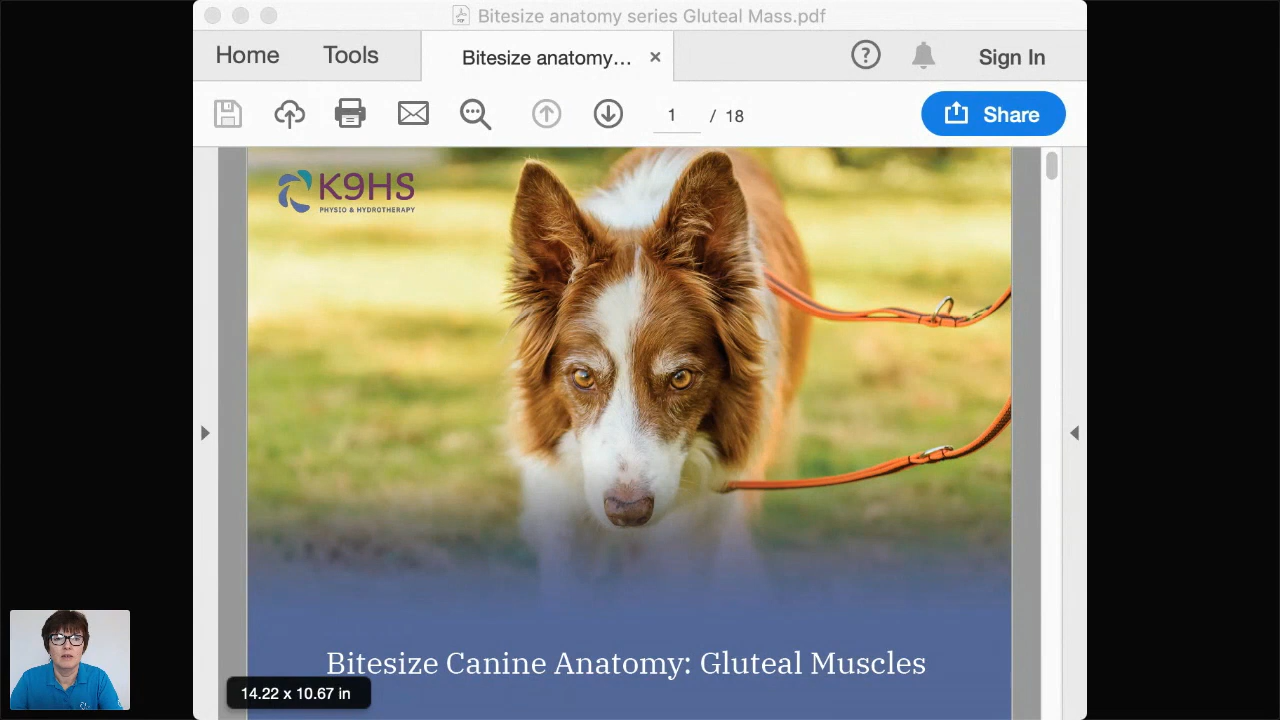 Bitesize anatomy series Gluteal Mass.pdf
Home Tools Bitesize anatomy... × ? Sign In
1 / 18 Share
K9HS
PHYSIO & HYDROTHERAPY
Bitesize Canine Anatomy: Gluteal Muscles
14.22 x 10.67 in